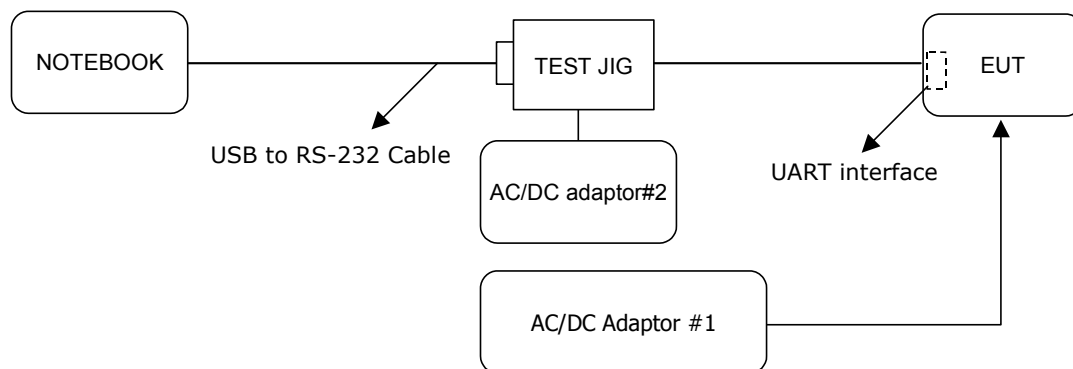 NOTEBOOK
TEST JIG
EUT
USB to RS-232 Cable
UART interface
AC/DC adaptor#2
AC/DC Adaptor #1